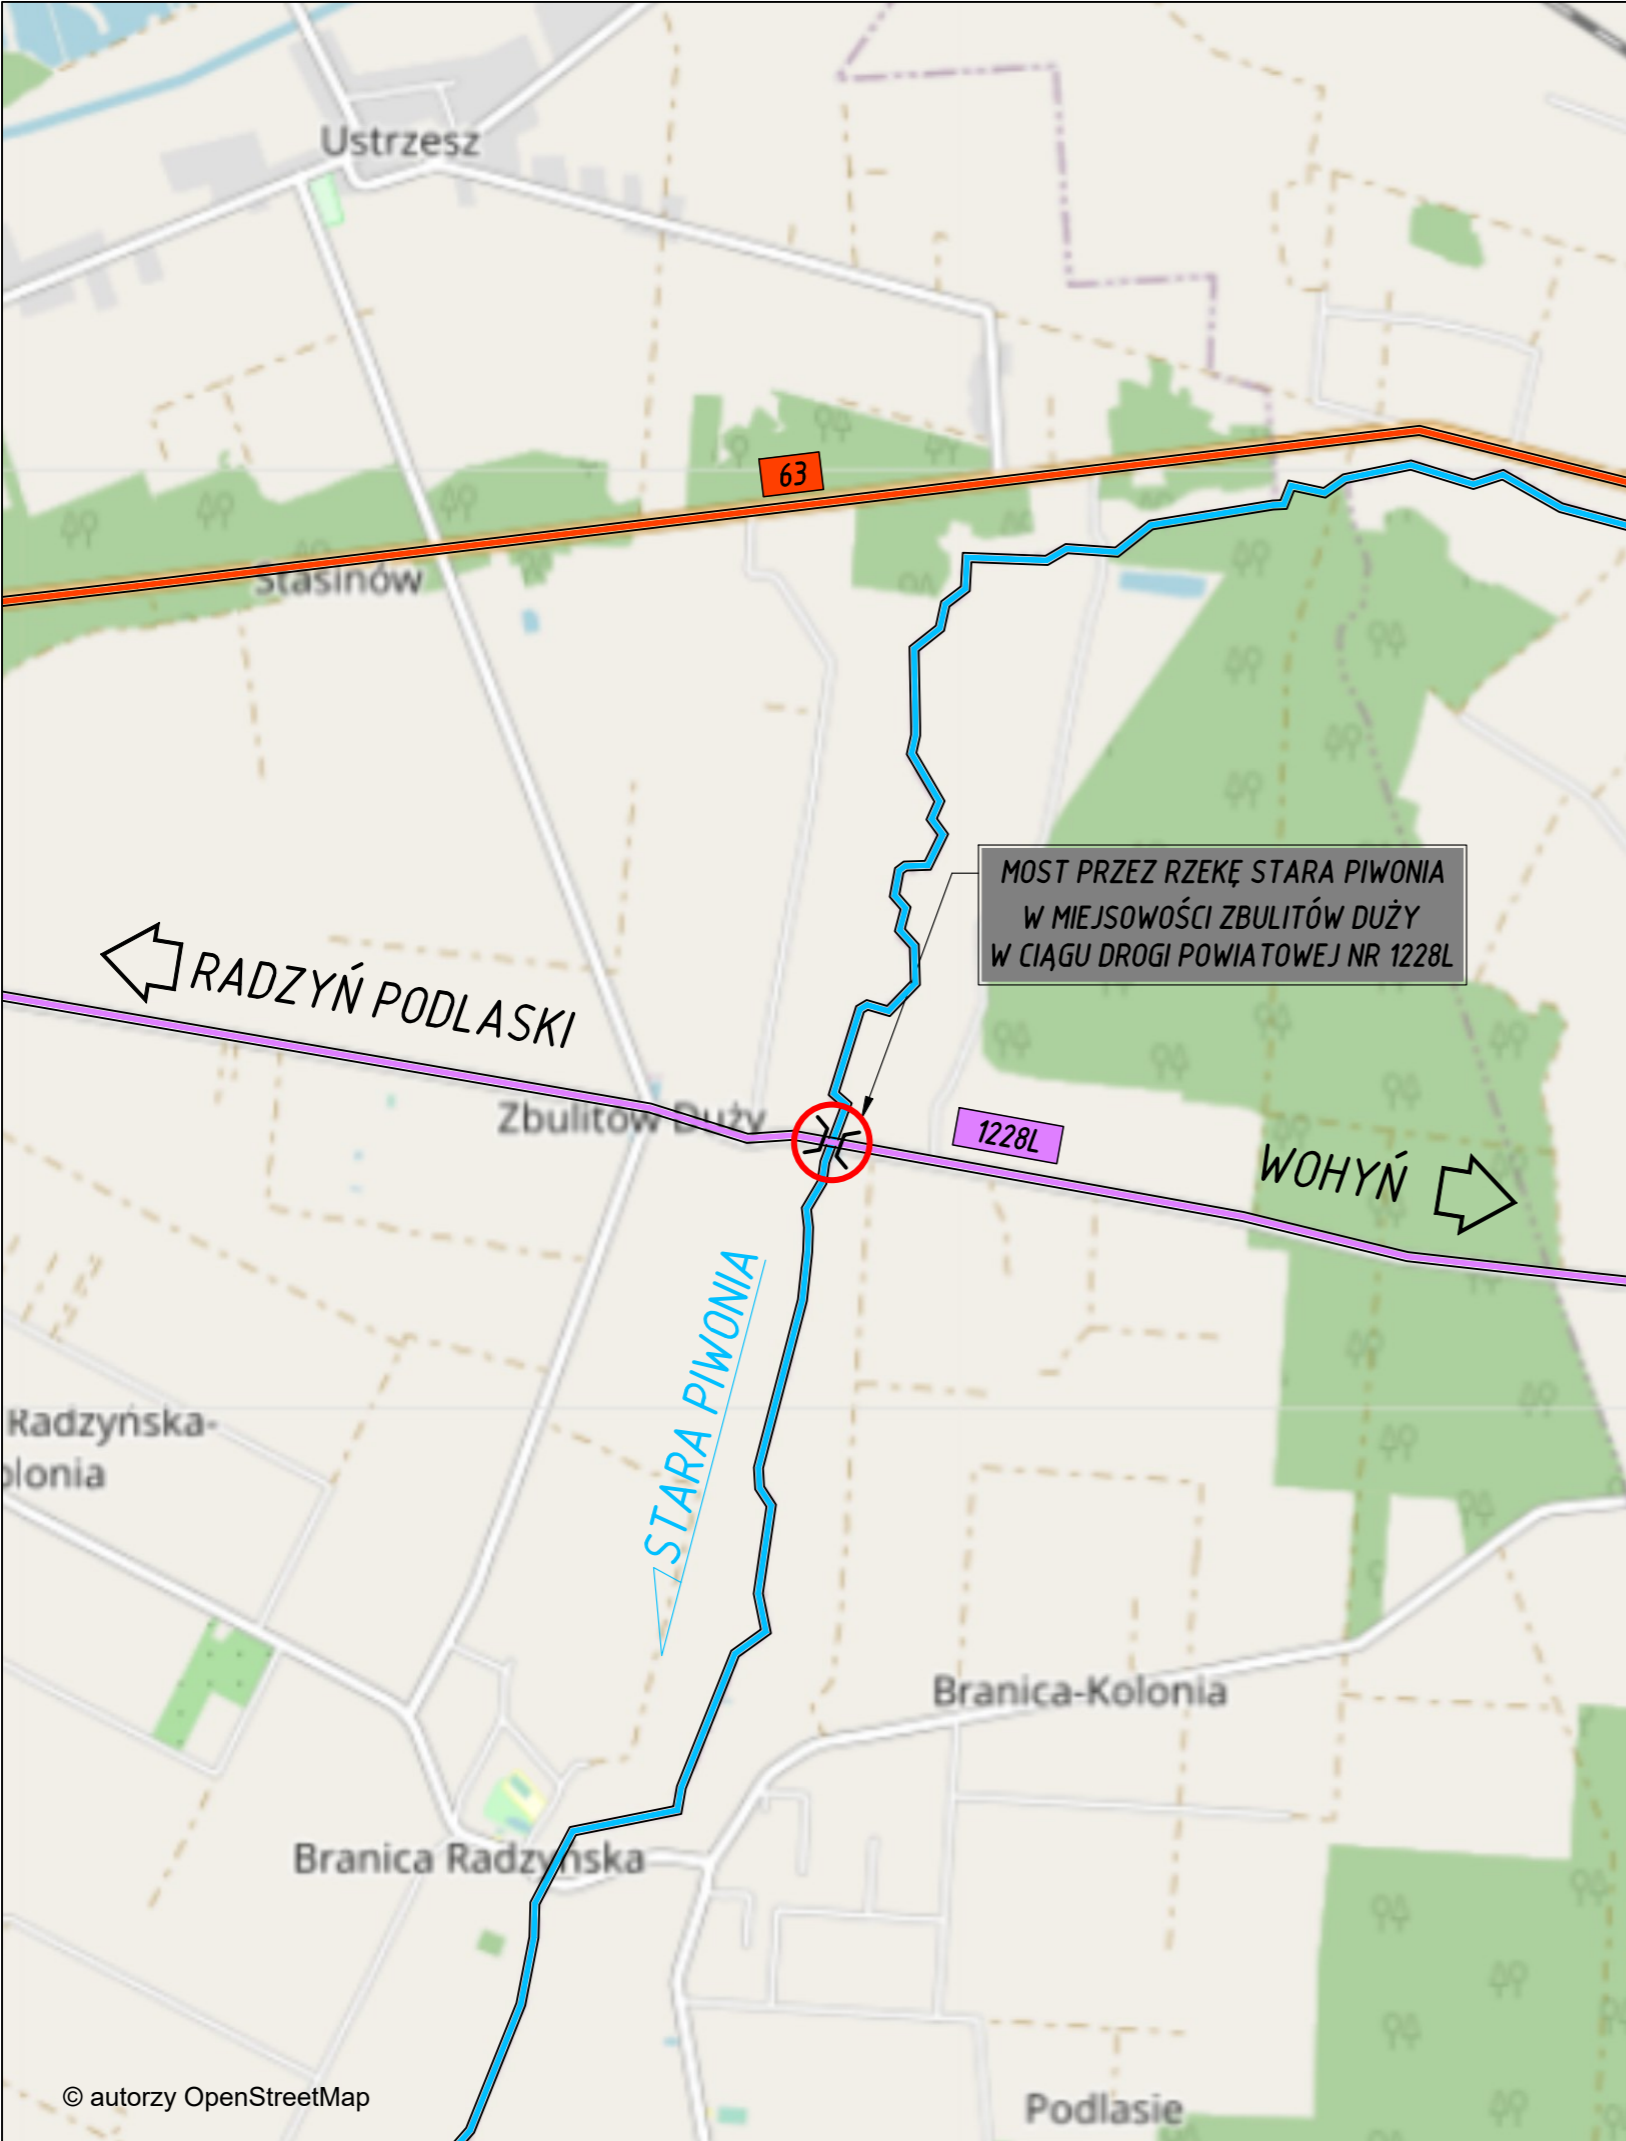 Ustrzesz
63
Stasinów
MOST PRZEZ RZEKĘ STARA PIWONIA
W MIEJSOWOŚCI ZBULITÓW DUŻY
W CIĄGU DROGI POWIATOWEJ NR 1228L
RADZYŃ PODLASKI
Zbulitów Duży
1228L
WOHYŃ
STARA PIWONIA
Radzyńska-
olonia
Branica-Kolonia
Branica Radzyńska
© autorzy OpenStreetMap
Podlasie